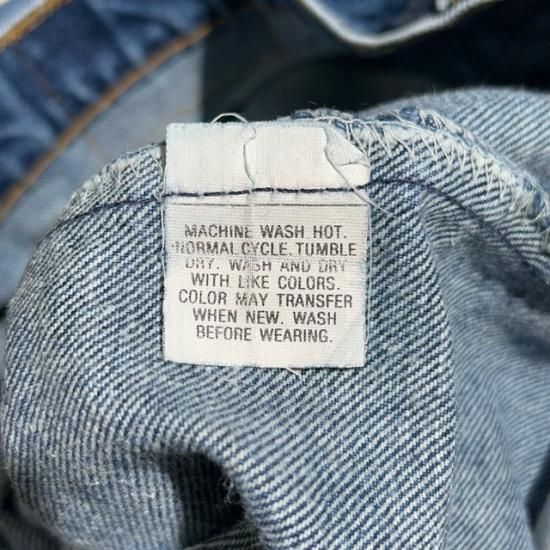 MACHINE WASH HOT.
NORMAL CYCLE. TUMBLE
DRY. WASH AND DRY
WITH LIKE COLORS.
COLOR MAY TRANSFER
WHEN NEW. WASH
BEFORE WEARING.